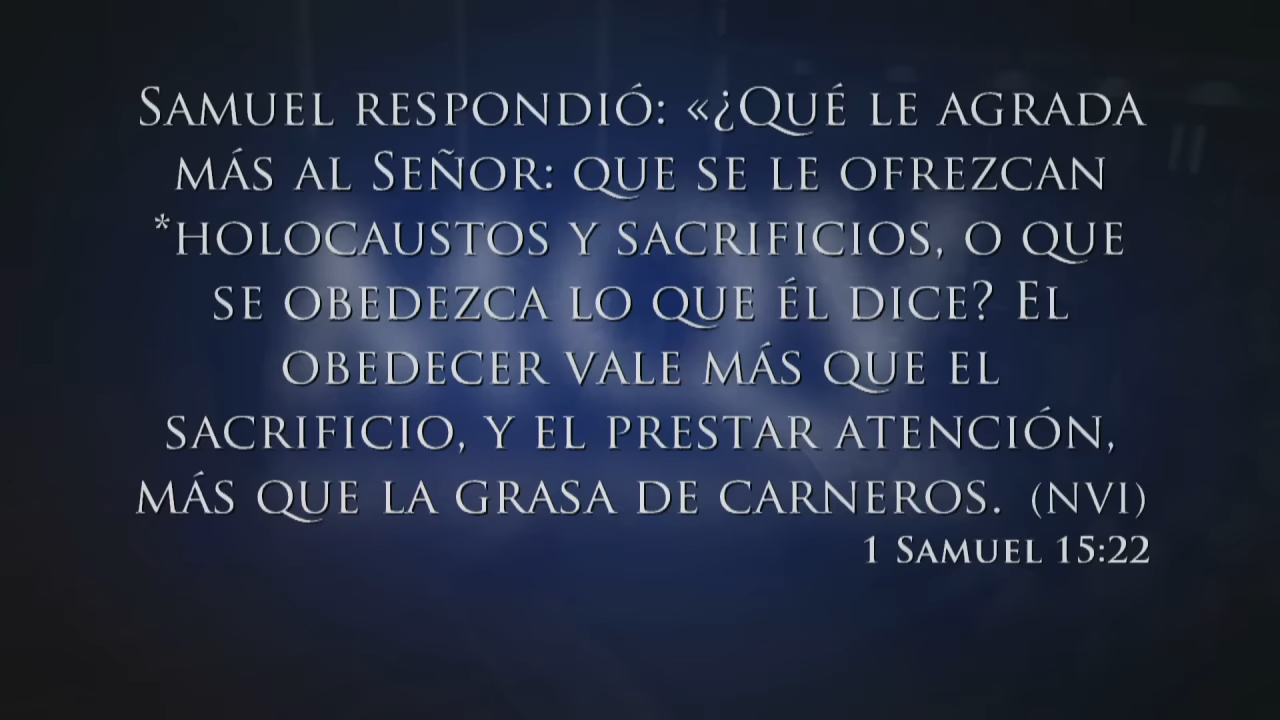 Samuel respondió: «¿Qué le agrada
más al Señor: que se le ofrezcan
*holocaustos y sacrificios, o que
se obedezca lo que él dice? El
obedecer vale más que el
sacrificio, y el prestar atención,
más que la grasa de carneros. (NVI)
1 Samuel 15:22